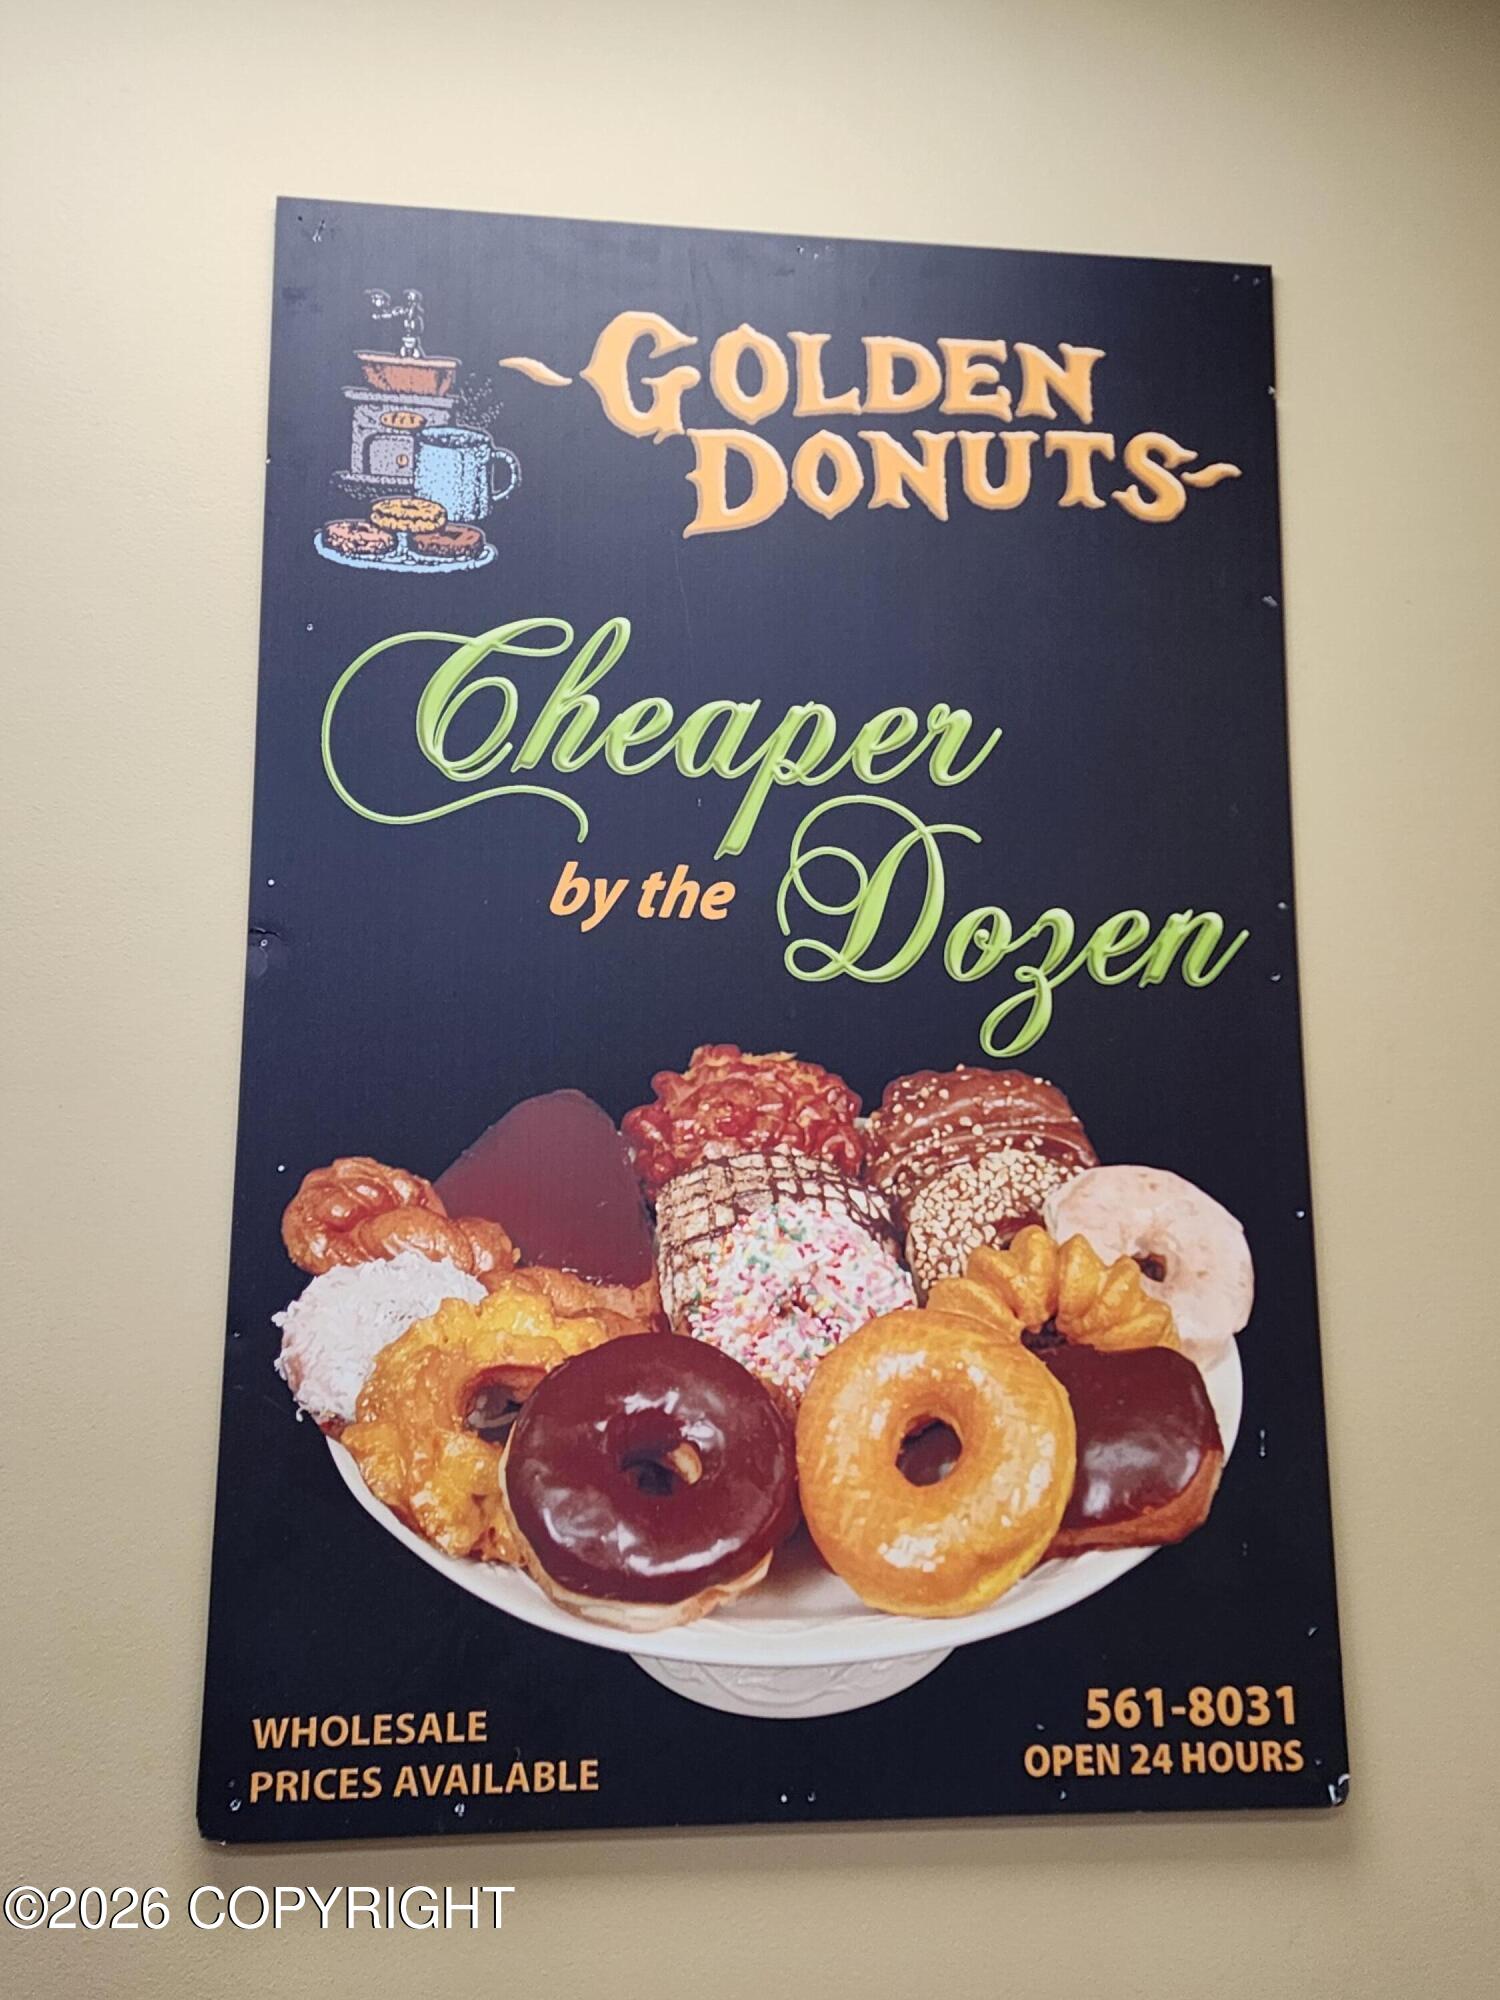 ~GOLDEN
DONUTS~
Cheaper
by the
Dozen
WHOLESALE
PRICES AVAILABLE
561-8031
OPEN 24 HOURS
©2026 COPYRIGHT